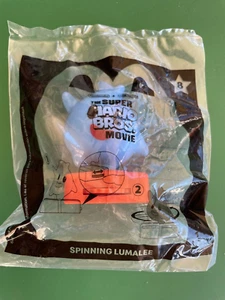 8
THE SUPER
MARIO
BROS.
MOVIE
2
SPINNING LUMALEE